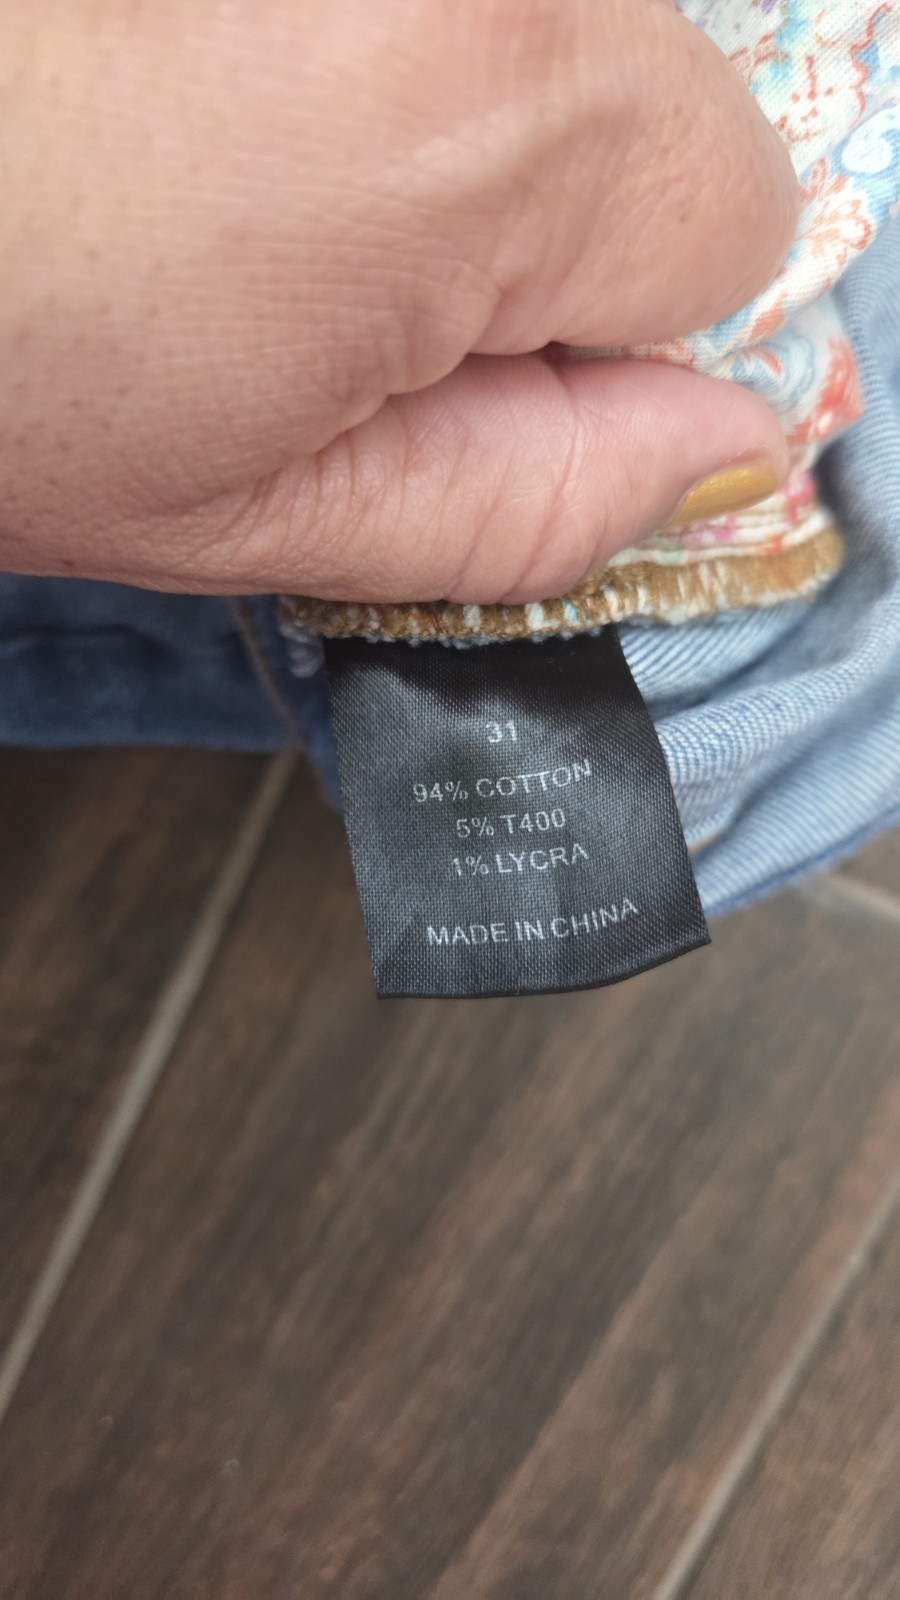 31
94% COTTON
5% T400
1% LYCRA
MADE IN CHINA